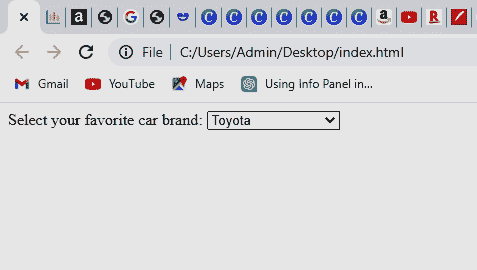 File C:/Users/Admin/Desktop/index.html
Gmail YouTube Maps Using Info Panel in...
Select your favorite car brand: Toyota